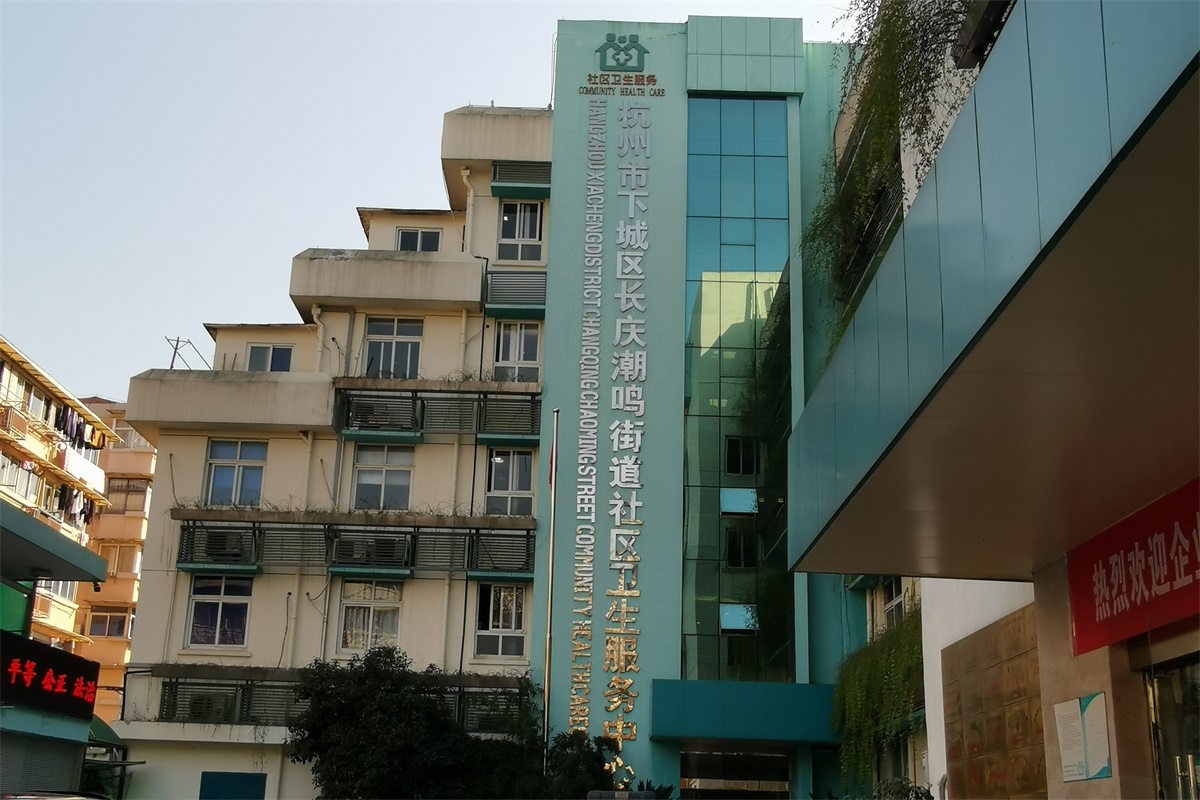 社区卫生服务
COMMUNITY HEALTH CARE
杭州市下城区长庆潮鸣街道社区卫生服务中心
HANGZHOU XIACHENG DISTRICT CHANGQING CHAOMING STREET COMMUNITY HEALTHCARE
平等 公正 法治
热烈欢迎企业